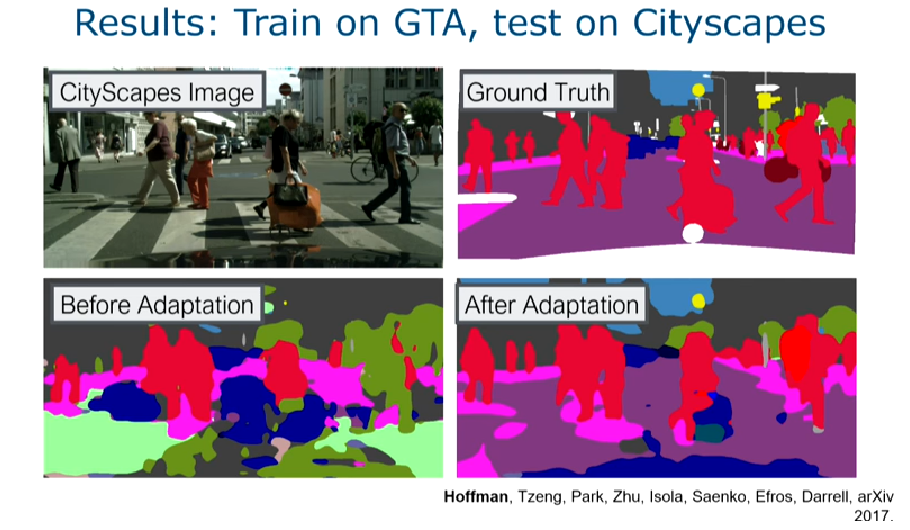 Results: Train on GTA, test on Cityscapes
CityScapes Image
Ground Truth
Before Adaptation
After Adaptation
Hoffman, Tzeng, Park, Zhu, Isola, Saenko, Efros, Darrell, arXiv
2017.